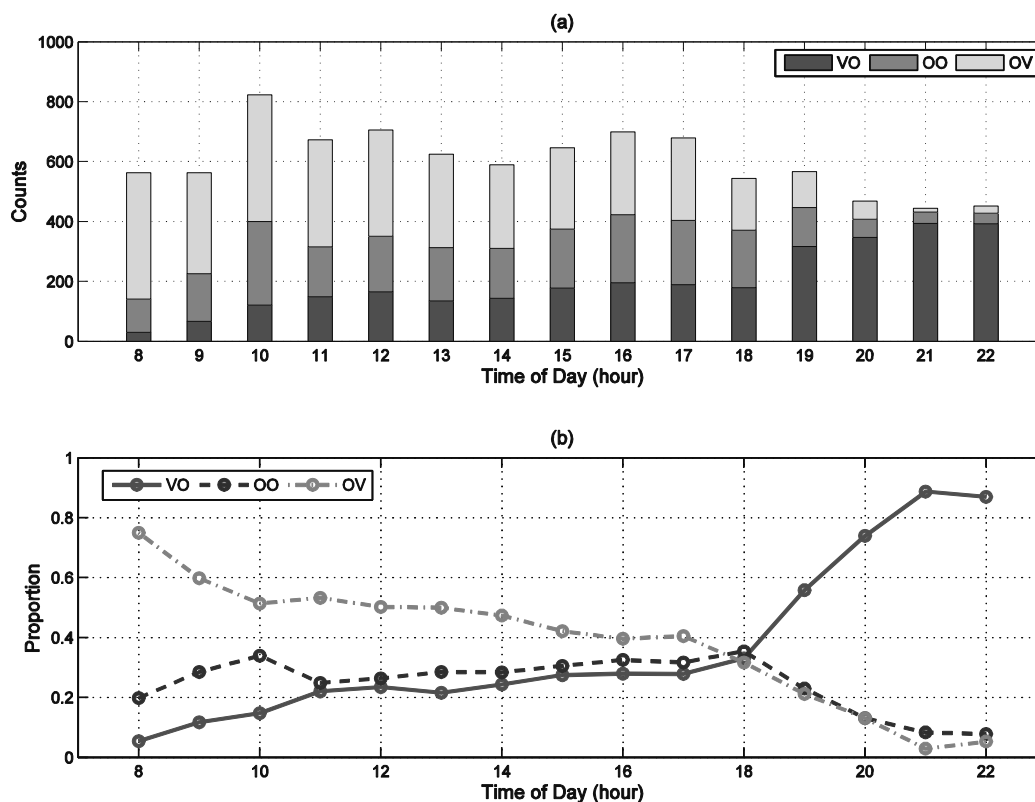 (a)
1000
800
600
400
200
0
Counts
VO OO OV
8 9 10 11 12 13 14 15 16 17 18 19 20 21 22
Time of Day (hour)
(b)
1
0.8
0.6
0.4
0.2
0
Proportion
VO OO OV
8 10 12 14 16 18 20 22
Time of Day (hour)